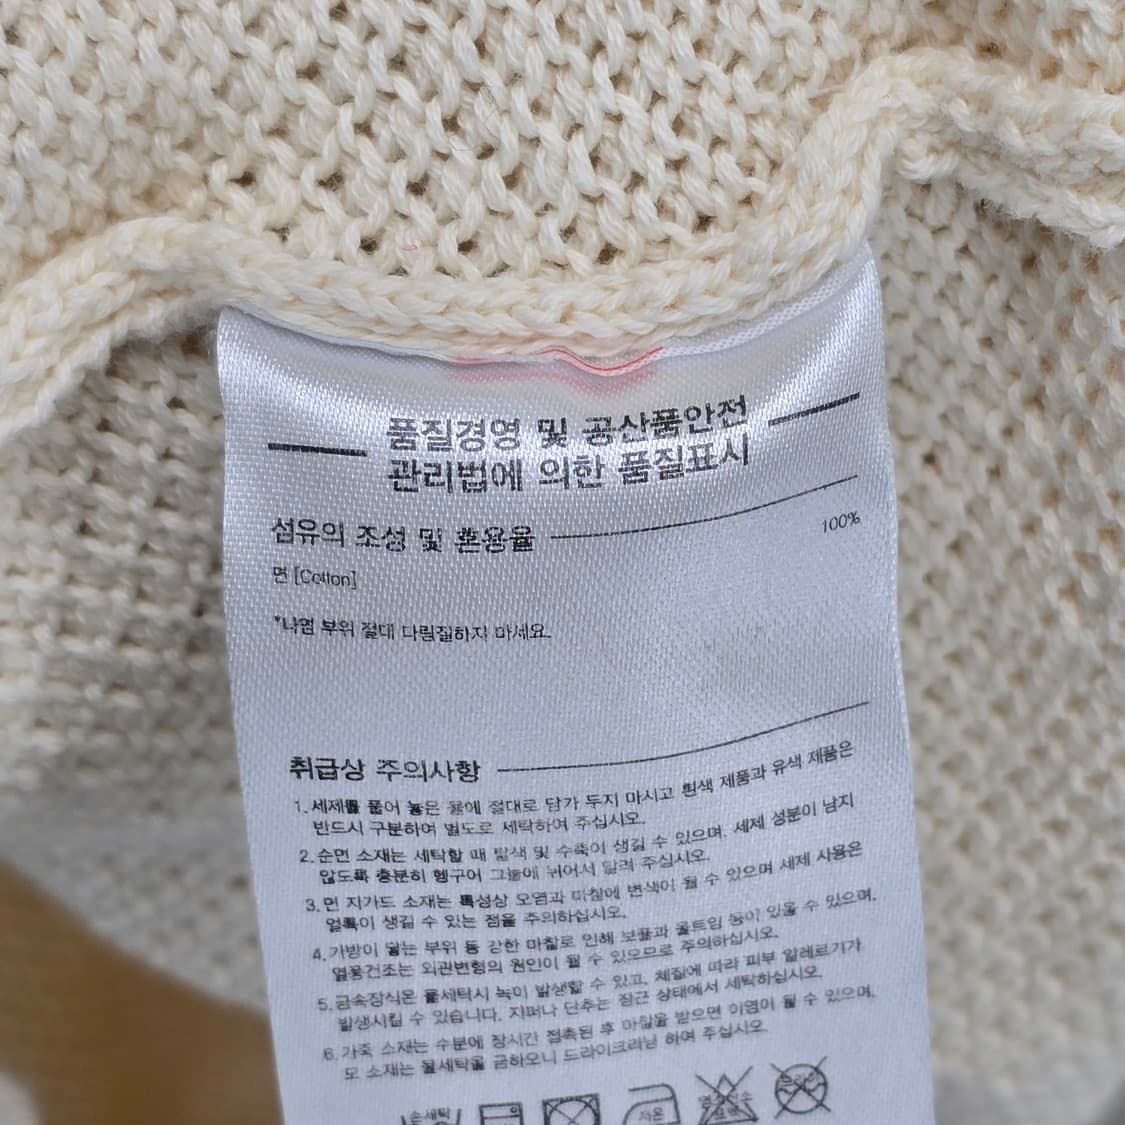 품질경영 및 공산품안전
관리법에 의한 품질표시
섬유의 조성 및 혼용율
100%
면 [Cotton]
*나염 부위 절대 다림질하지 마세요.
취급상 주의사항
1. 세제를 풀어 놓은 물에 절대로 담가 두지 마시고 흰색 제품과 유색 제품은
반드시 구분하여 별도로 세탁하여 주십시오.
2. 순면 소재는 세탁할 때 탈색 및 수축이 생길 수 있으며, 세제 성분이 남지
않도록 충분히 헹구어 그늘에 뉘어서 말려 주십시오.
3. 면 자가드 소재는 특성상 오염과 마찰에 변색이 될 수 있으며 세제 사용은
얼룩이 생길 수 있는 점을 주의하십시오.
4. 가방이 닿는 부위 등 강한 마찰로 인해 보풀과 올트임 등이 있을 수 있으며,
열풍건조는 외관변형의 원인이 될 수 있으므로 주의하십시오.
5. 금속장식은 물세탁시 녹이 발생할 수 있고, 체질에 따라 피부 알레르기가
발생시킬 수 있습니다. 지퍼나 단추는 잠근 상태에서 세탁하십시오.
6. 가죽 소재는 수분에 장시간 접촉된 후 마찰을 받으면 이염이 될 수 있으며,
모 소재는 물세탁을 금하오니 드라이크리닝 하여 주십시오.
손세탁
저온